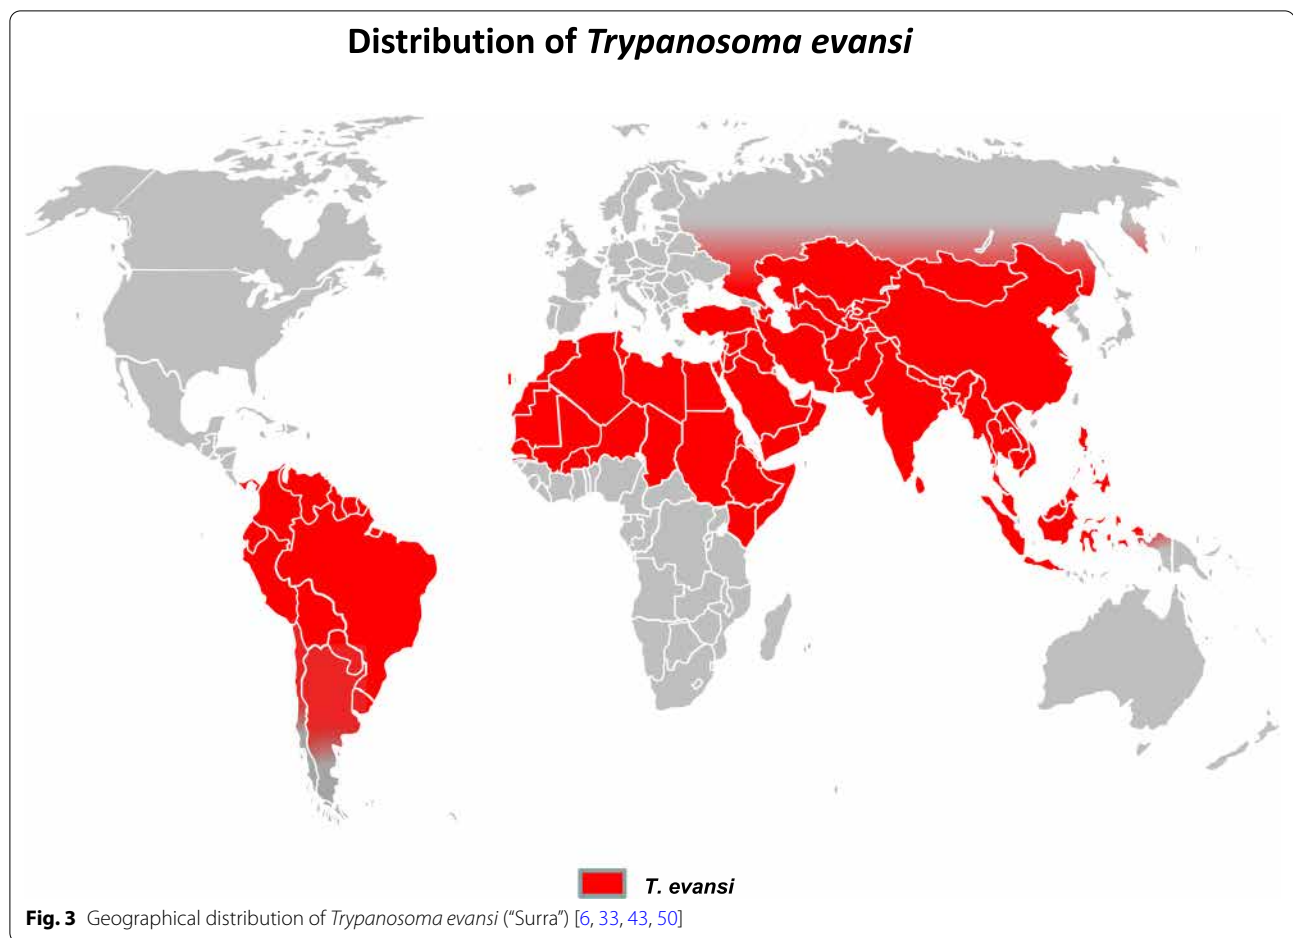 Distribution of Trypanosoma evansi
T. evansi
Fig. 3 Geographical distribution of Trypanosoma evansi (“Surra”) [6, 33, 43, 50]